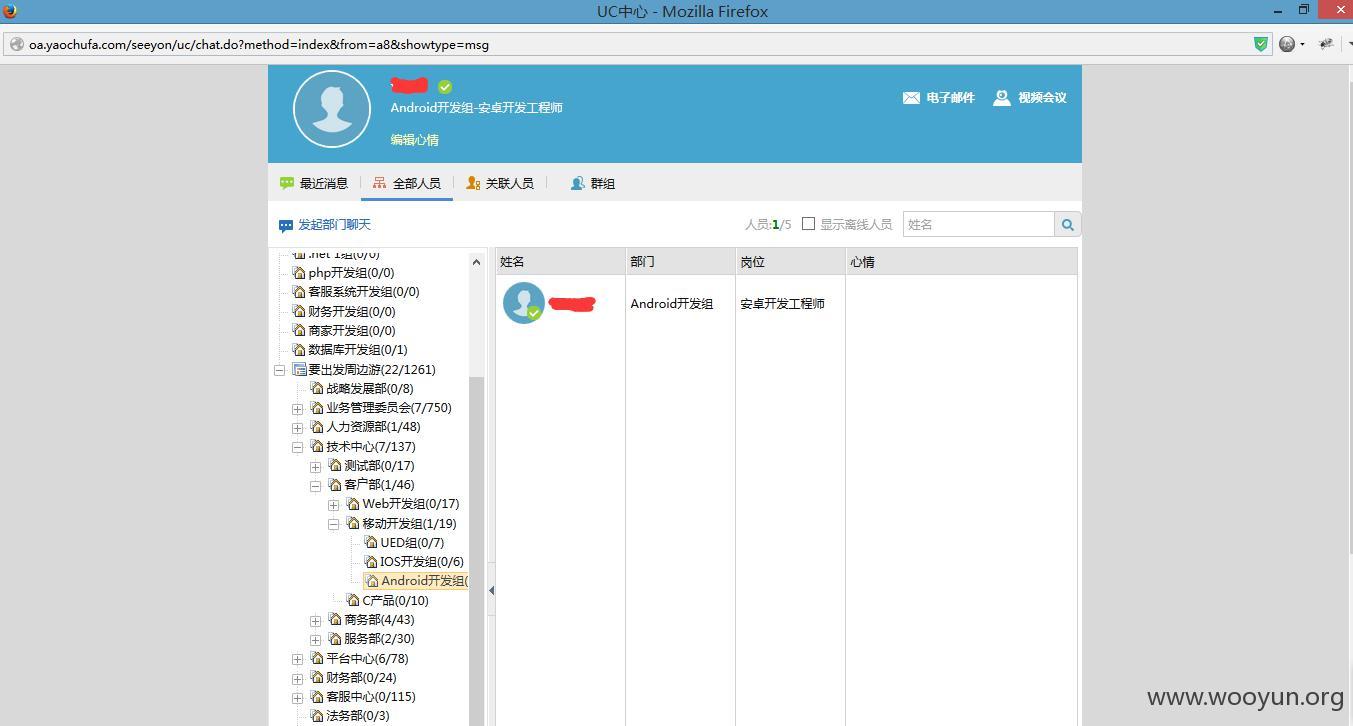 UC中心 - Mozilla Firefox
oa.yaochufa.com/seeyon/uc/chat.do?method=index&from=a8&showtype=msg
Android开发组-安卓开发工程师
编辑心情
电子邮件 视频会议
最近消息 全部人员 关联人员 群组
发起部门聊天
人员:1/5 显示离线人员 姓名
姓名 部门 岗位 心情
Android开发组 安卓开发工程师
.net 1组(0/0)
php开发组(0/0)
客服系统开发组(0/0)
财务开发组(0/0)
商家开发组(0/0)
数据库开发组(0/1)
要出发周边游(22/1261)
战略发展部(0/8)
业务管理委员会(7/750)
人力资源部(1/48)
技术中心(7/137)
测试部(0/17)
客户部(1/46)
Web开发组(0/17)
移动开发组(1/19)
UED组(0/7)
IOS开发组(0/6)
Android开发组(
C产品(0/10)
商务部(4/43)
服务部(2/30)
平台中心(6/78)
财务部(0/24)
客服中心(0/115)
法务部(0/3)
www.wooyun.org